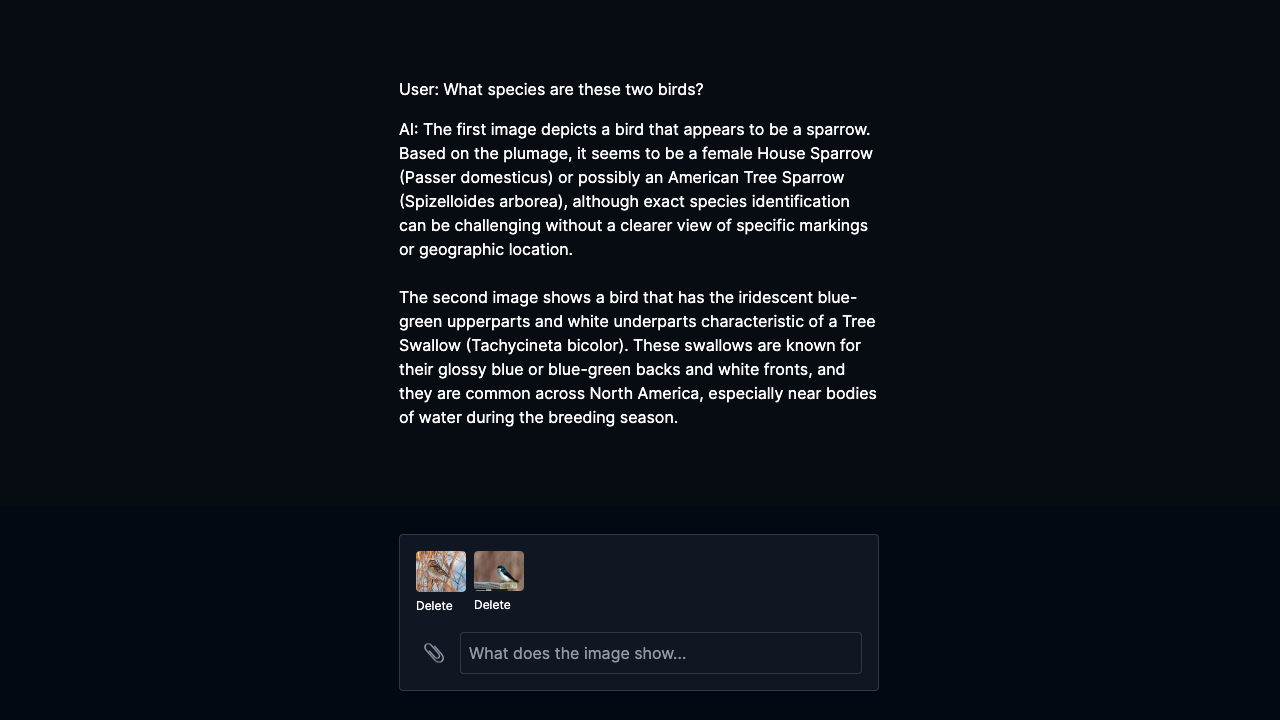 User: What species are these two birds?
AI: The first image depicts a bird that appears to be a sparrow.
Based on the plumage, it seems to be a female House Sparrow
(Passer domesticus) or possibly an American Tree Sparrow
(Spizelloides arborea), although exact species identification
can be challenging without a clearer view of specific markings
or geographic location.
The second image shows a bird that has the iridescent blue-
green upperparts and white underparts characteristic of a Tree
Swallow (Tachycineta bicolor). These swallows are known for
their glossy blue or blue-green backs and white fronts, and
they are common across North America, especially near bodies
of water during the breeding season.
Delete
Delete
What does the image show...